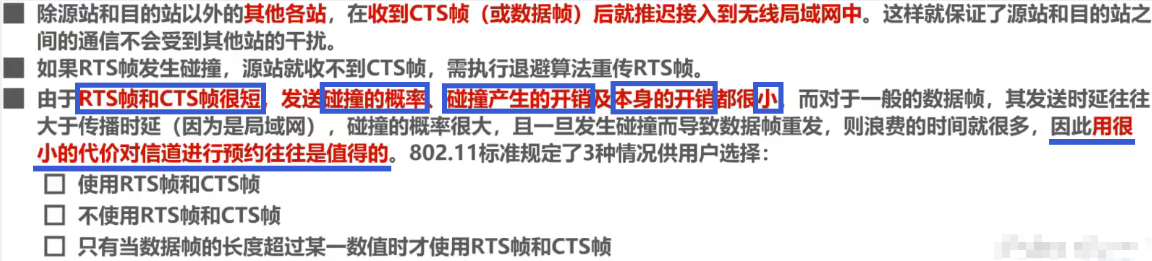 除源站和目的站以外的其他各站，在收到CTS帧（或数据帧）后就推迟接入到无线局域网中。这样就保证了源站和目的站之
间的通信不会受到其他站的干扰。
如果RTS帧发生碰撞，源站就收不到CTS帧，需执行退避算法重传RTS帧。
由于RTS帧和CTS帧很短，发送碰撞的概率、碰撞产生的开销及本身的开销都很小，而对于一般的数据帧，其发送时延往往
大于传播时延（因为是局域网），碰撞的概率很大，且一旦发生碰撞而导致数据帧重发，则浪费的时间就很多，因此用很
小的代价对信道进行预约往往是值得的。802.11标准规定了3种情况供用户选择：
使用RTS帧和CTS帧
不使用RTS帧和CTS帧
只有当数据帧的长度超过某一数值时才使用RTS帧和CTS帧